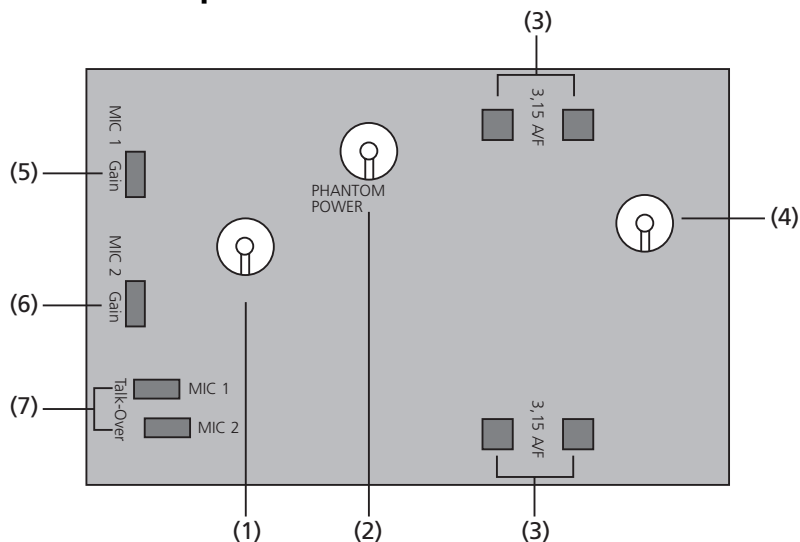 (3)
3,15 A/F
MIC 1 Gain
(5)
PHANTOM
POWER
(4)
MIC 2 Gain
(6)
Talk-Over
MIC 1
(7)
MIC 2
3,15 A/F
(1)
(2)
(3)